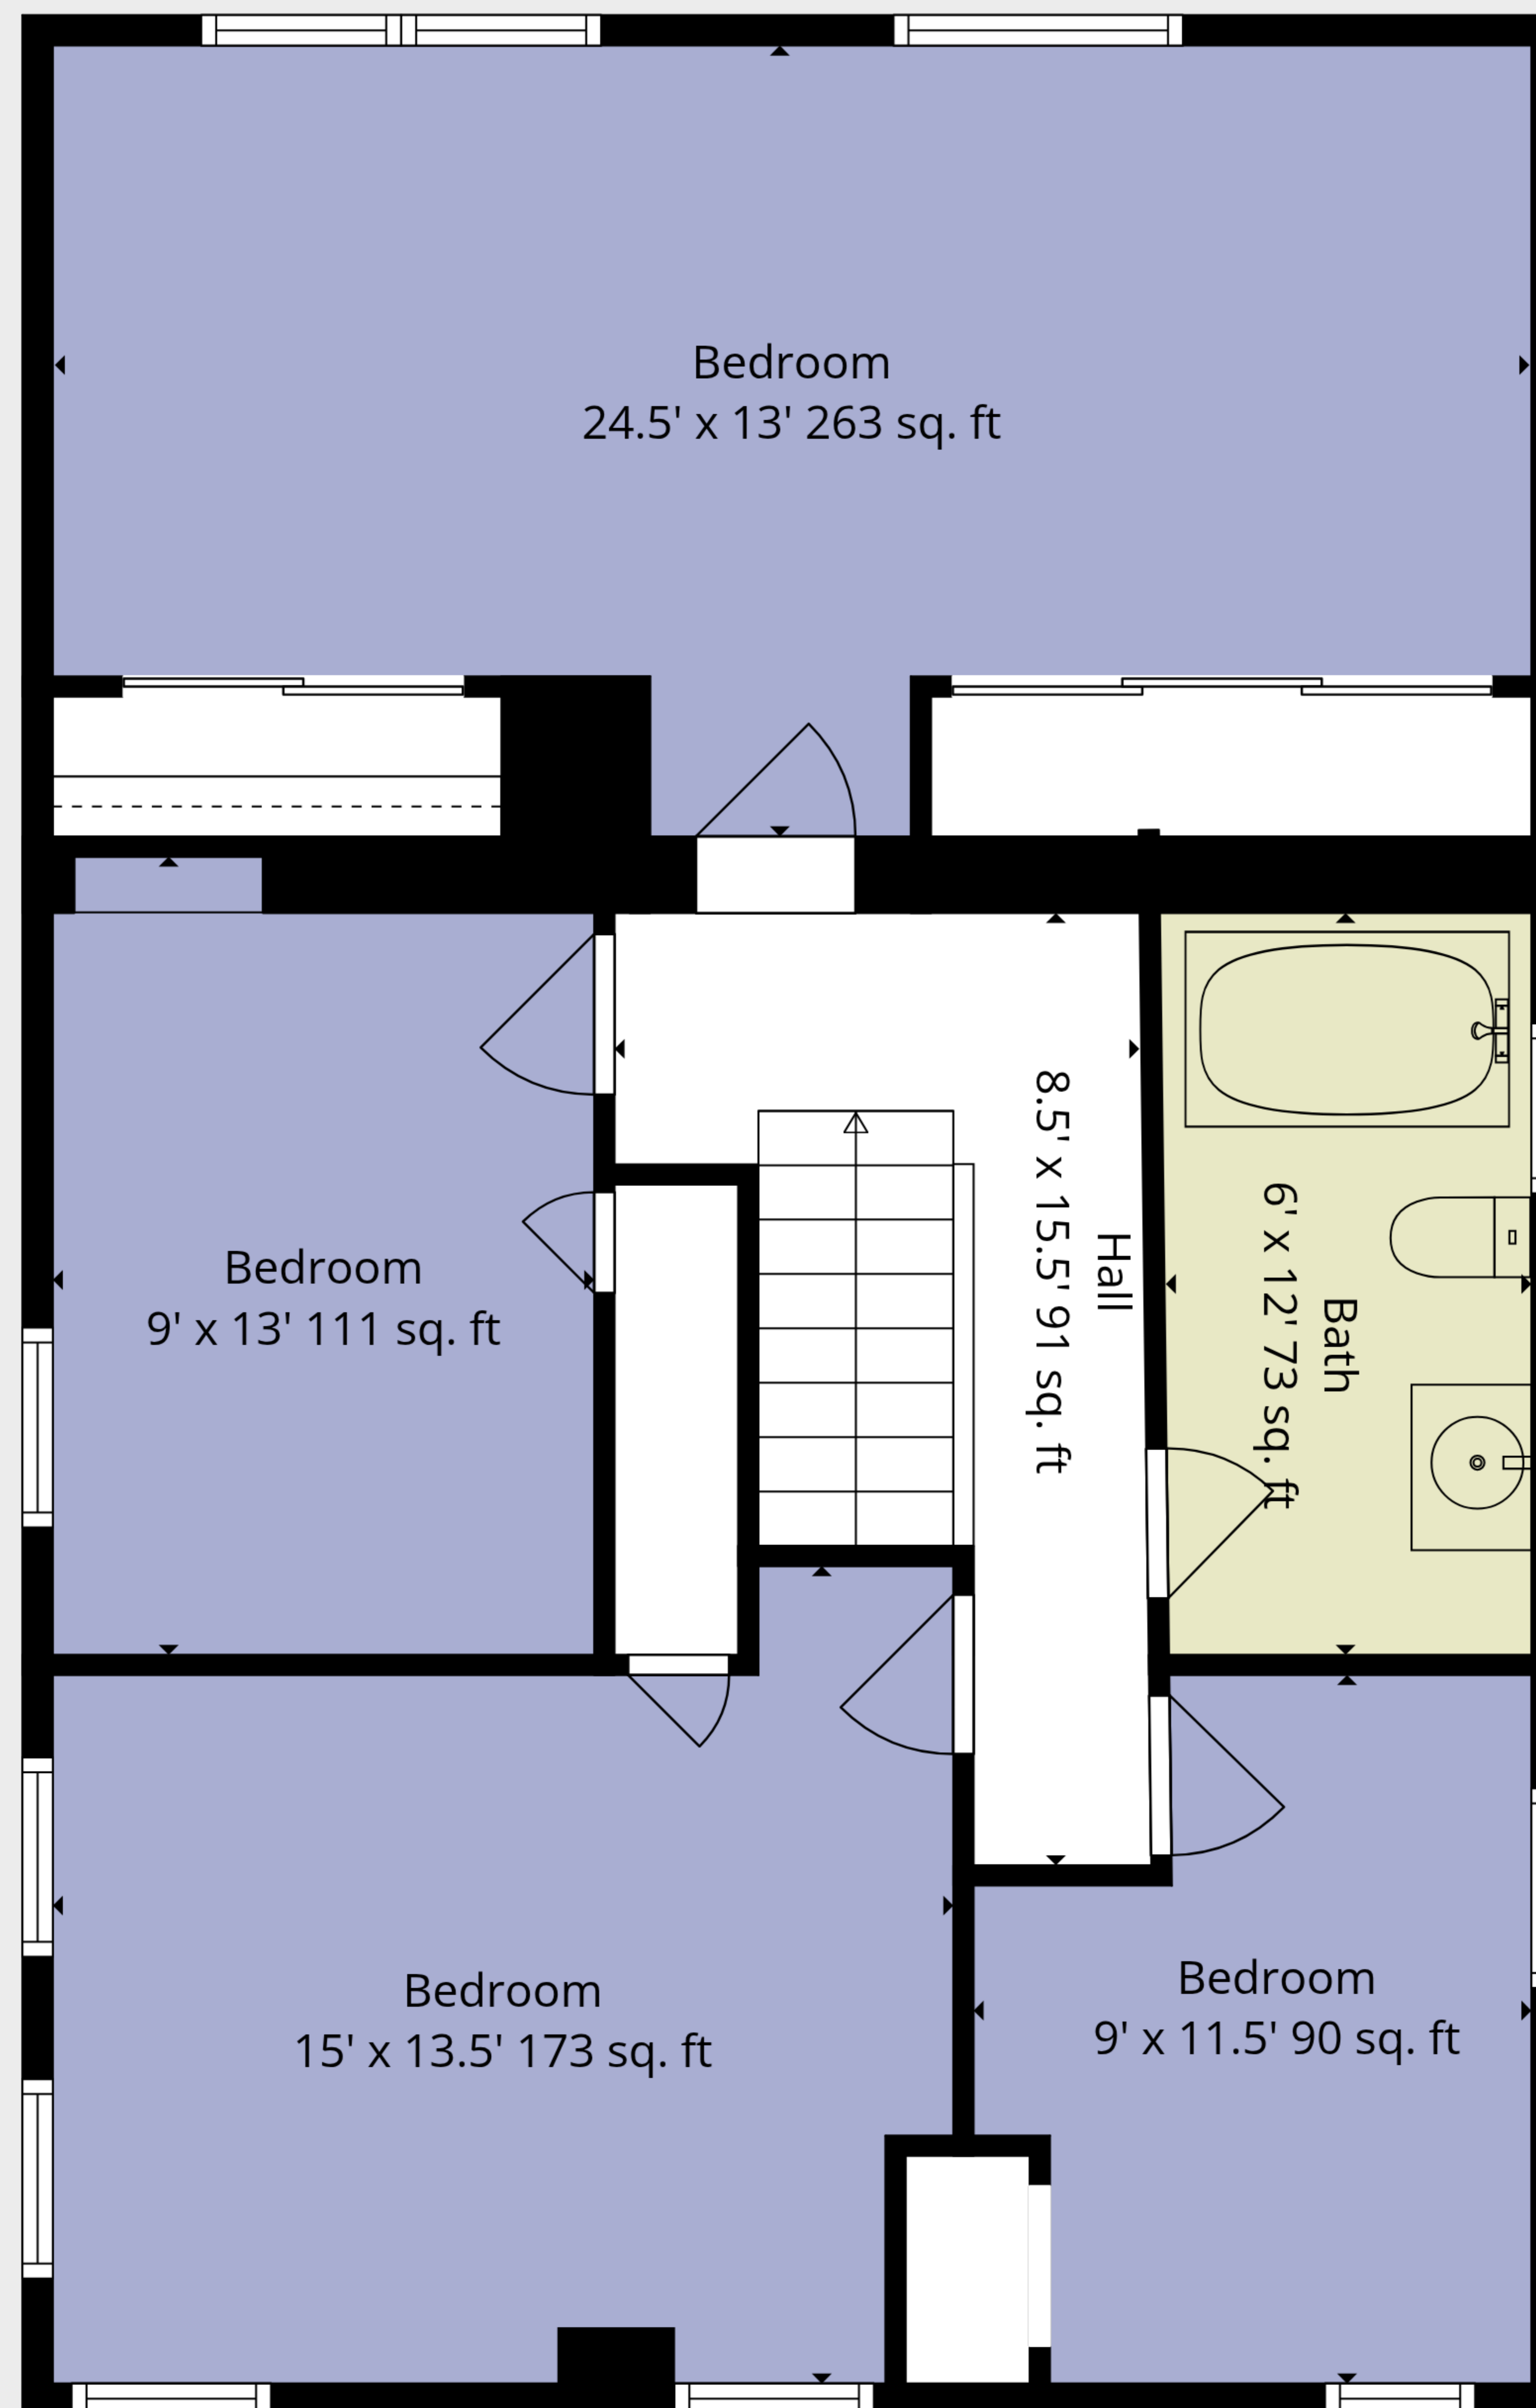 Bedroom
24.5' x 13' 263 sq. ft
Hall
8.5' x 15.5' 91 sq. ft
Bath
6' x 12' 73 sq. ft
Bedroom
9' x 13' 111 sq. ft
Bedroom
15' x 13.5' 173 sq. ft
Bedroom
9' x 11.5' 90 sq. ft